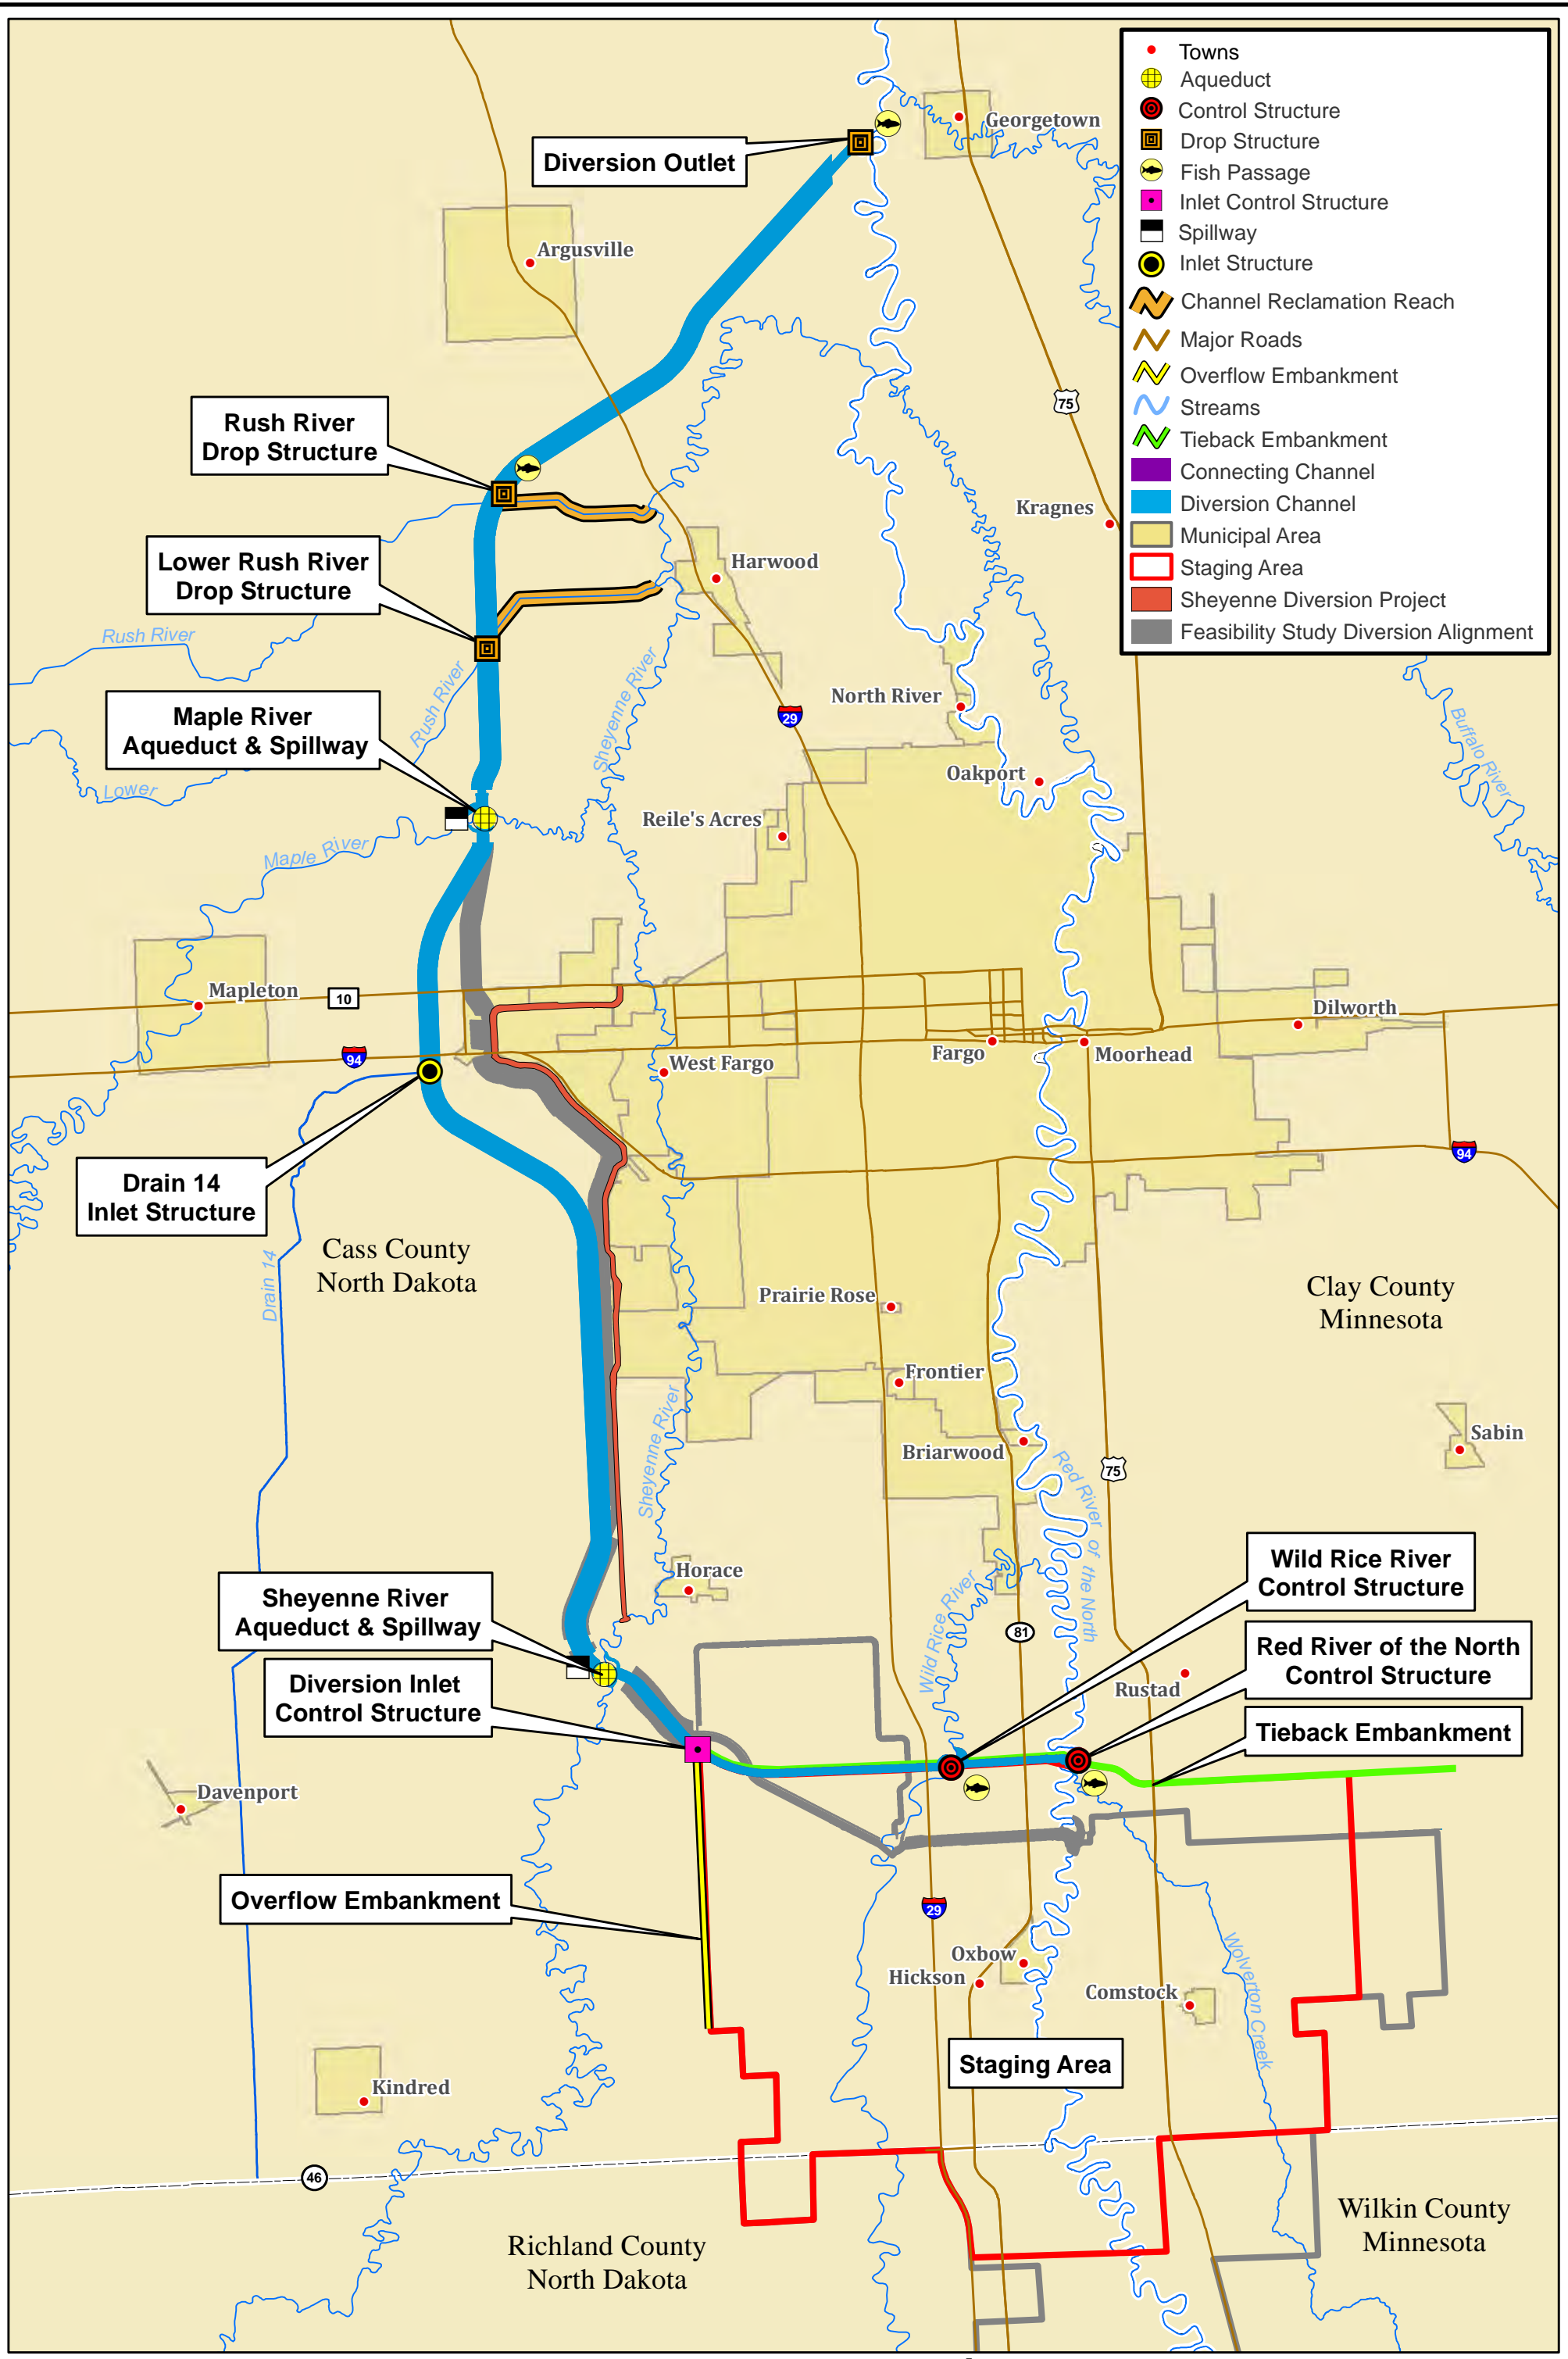 Towns
Aqueduct
Control Structure
Drop Structure
Fish Passage
Inlet Control Structure
Spillway
Inlet Structure
Channel Reclamation Reach
Major Roads
Overflow Embankment
Streams
Tieback Embankment
Connecting Channel
Diversion Channel
Municipal Area
Staging Area
Sheyenne Diversion Project
Feasibility Study Diversion Alignment
Georgetown
Diversion Outlet
Argusville
75
Rush River
Drop Structure
Kragnes
Lower Rush River
Drop Structure
Harwood
Rush River
Sheyenne River
Rush River
North River
29
Maple River
Aqueduct & Spillway
Buffalo River
Lower
Oakport
Reile's Acres
Maple River
Mapleton
10
Dilworth
94
West Fargo
Fargo
Moorhead
94
Drain 14
Inlet Structure
Cass County
North Dakota
Drain 14
Clay County
Minnesota
Prairie Rose
Frontier
Sheyenne River
Briarwood
Sabin
75
Red River of the North
Horace
Wild Rice River
Wild Rice River
Control Structure
Sheyenne River
Aqueduct & Spillway
81
Red River of the North
Control Structure
Rustad
Diversion Inlet
Control Structure
Tieback Embankment
Davenport
Overflow Embankment
29
Oxbow
Hickson
Comstock
Wolverton Creek
Staging Area
Kindred
46
Wilkin County
Minnesota
Richland County
North Dakota